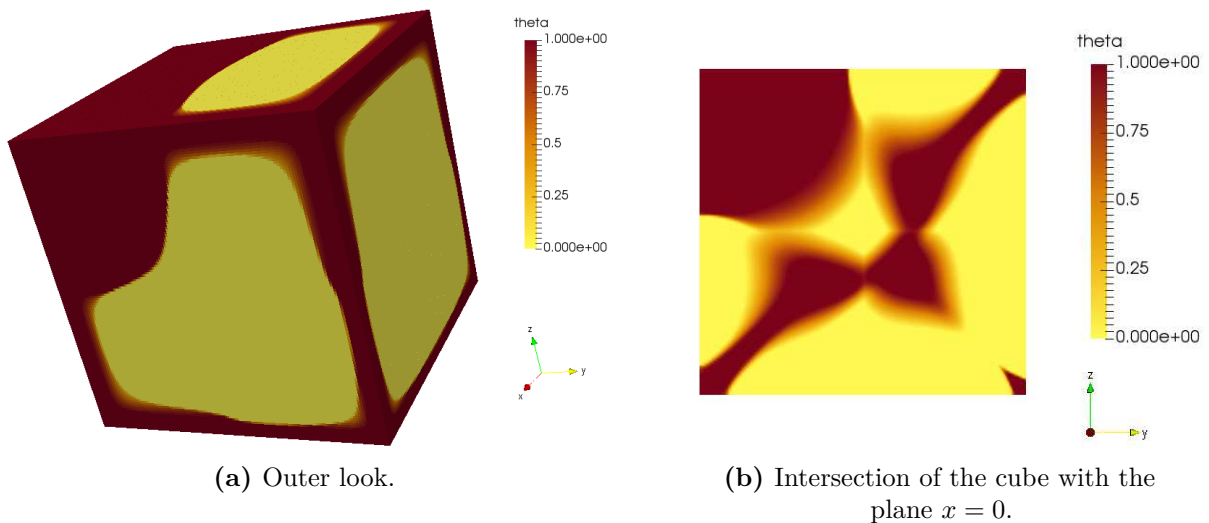 theta
1.000e+00
0.75
0.5
0.25
0.000e+00
z
y
x
(a) Outer look.
theta
1.000e+00
0.75
0.5
0.25
0.000e+00
z
y
(b) Intersection of the cube with the
plane x = 0.